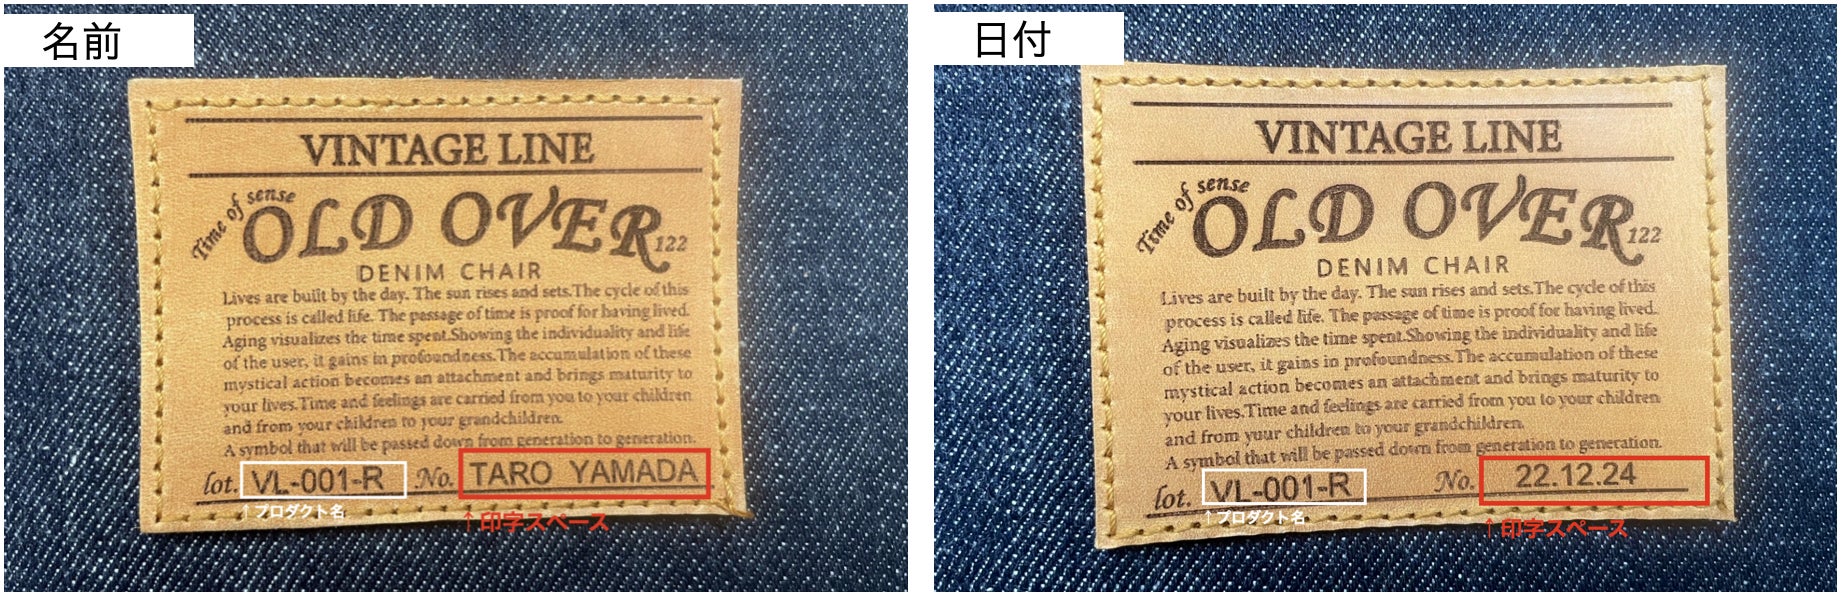 名前
VINTAGE LINE
Time of sense
OLD OVER 122
DENIM CHAIR
Lives are built by the day. The sun rises and sets.The cycle of this
process is called life. The passage of time is proof for having lived.
Aging visualizes the time spent.Showing the individuality and life
of the user, it gains in profoundness.The accumulation of these
mystical action becomes an attachment and brings maturity to
your lives.Time and feelings are carried from you to your children
and from your children to your grandchildren.
A symbol that will be passed down from generation to generation.
lot. VL-001-R No. TARO YAMADA
↑プロダクト名 ↑印字スペース
日付
VINTAGE LINE
Time of sense
OLD OVER 122
DENIM CHAIR
Lives are built by the day. The sun rises and sets.The cycle of this
process is called life. The passage of time is proof for having lived.
Aging visualizes the time spent.Showing the individuality and life
of the user, it gains in profoundness.The accumulation of these
mystical action becomes an attachment and brings maturity to
your lives.Time and feelings are carried from you to your children
and from your children to your grandchildren.
A symbol that will be passed down from generation to generation.
lot. VL-001-R No. 22.12.24
↑プロダクト名 ↑印字スペース